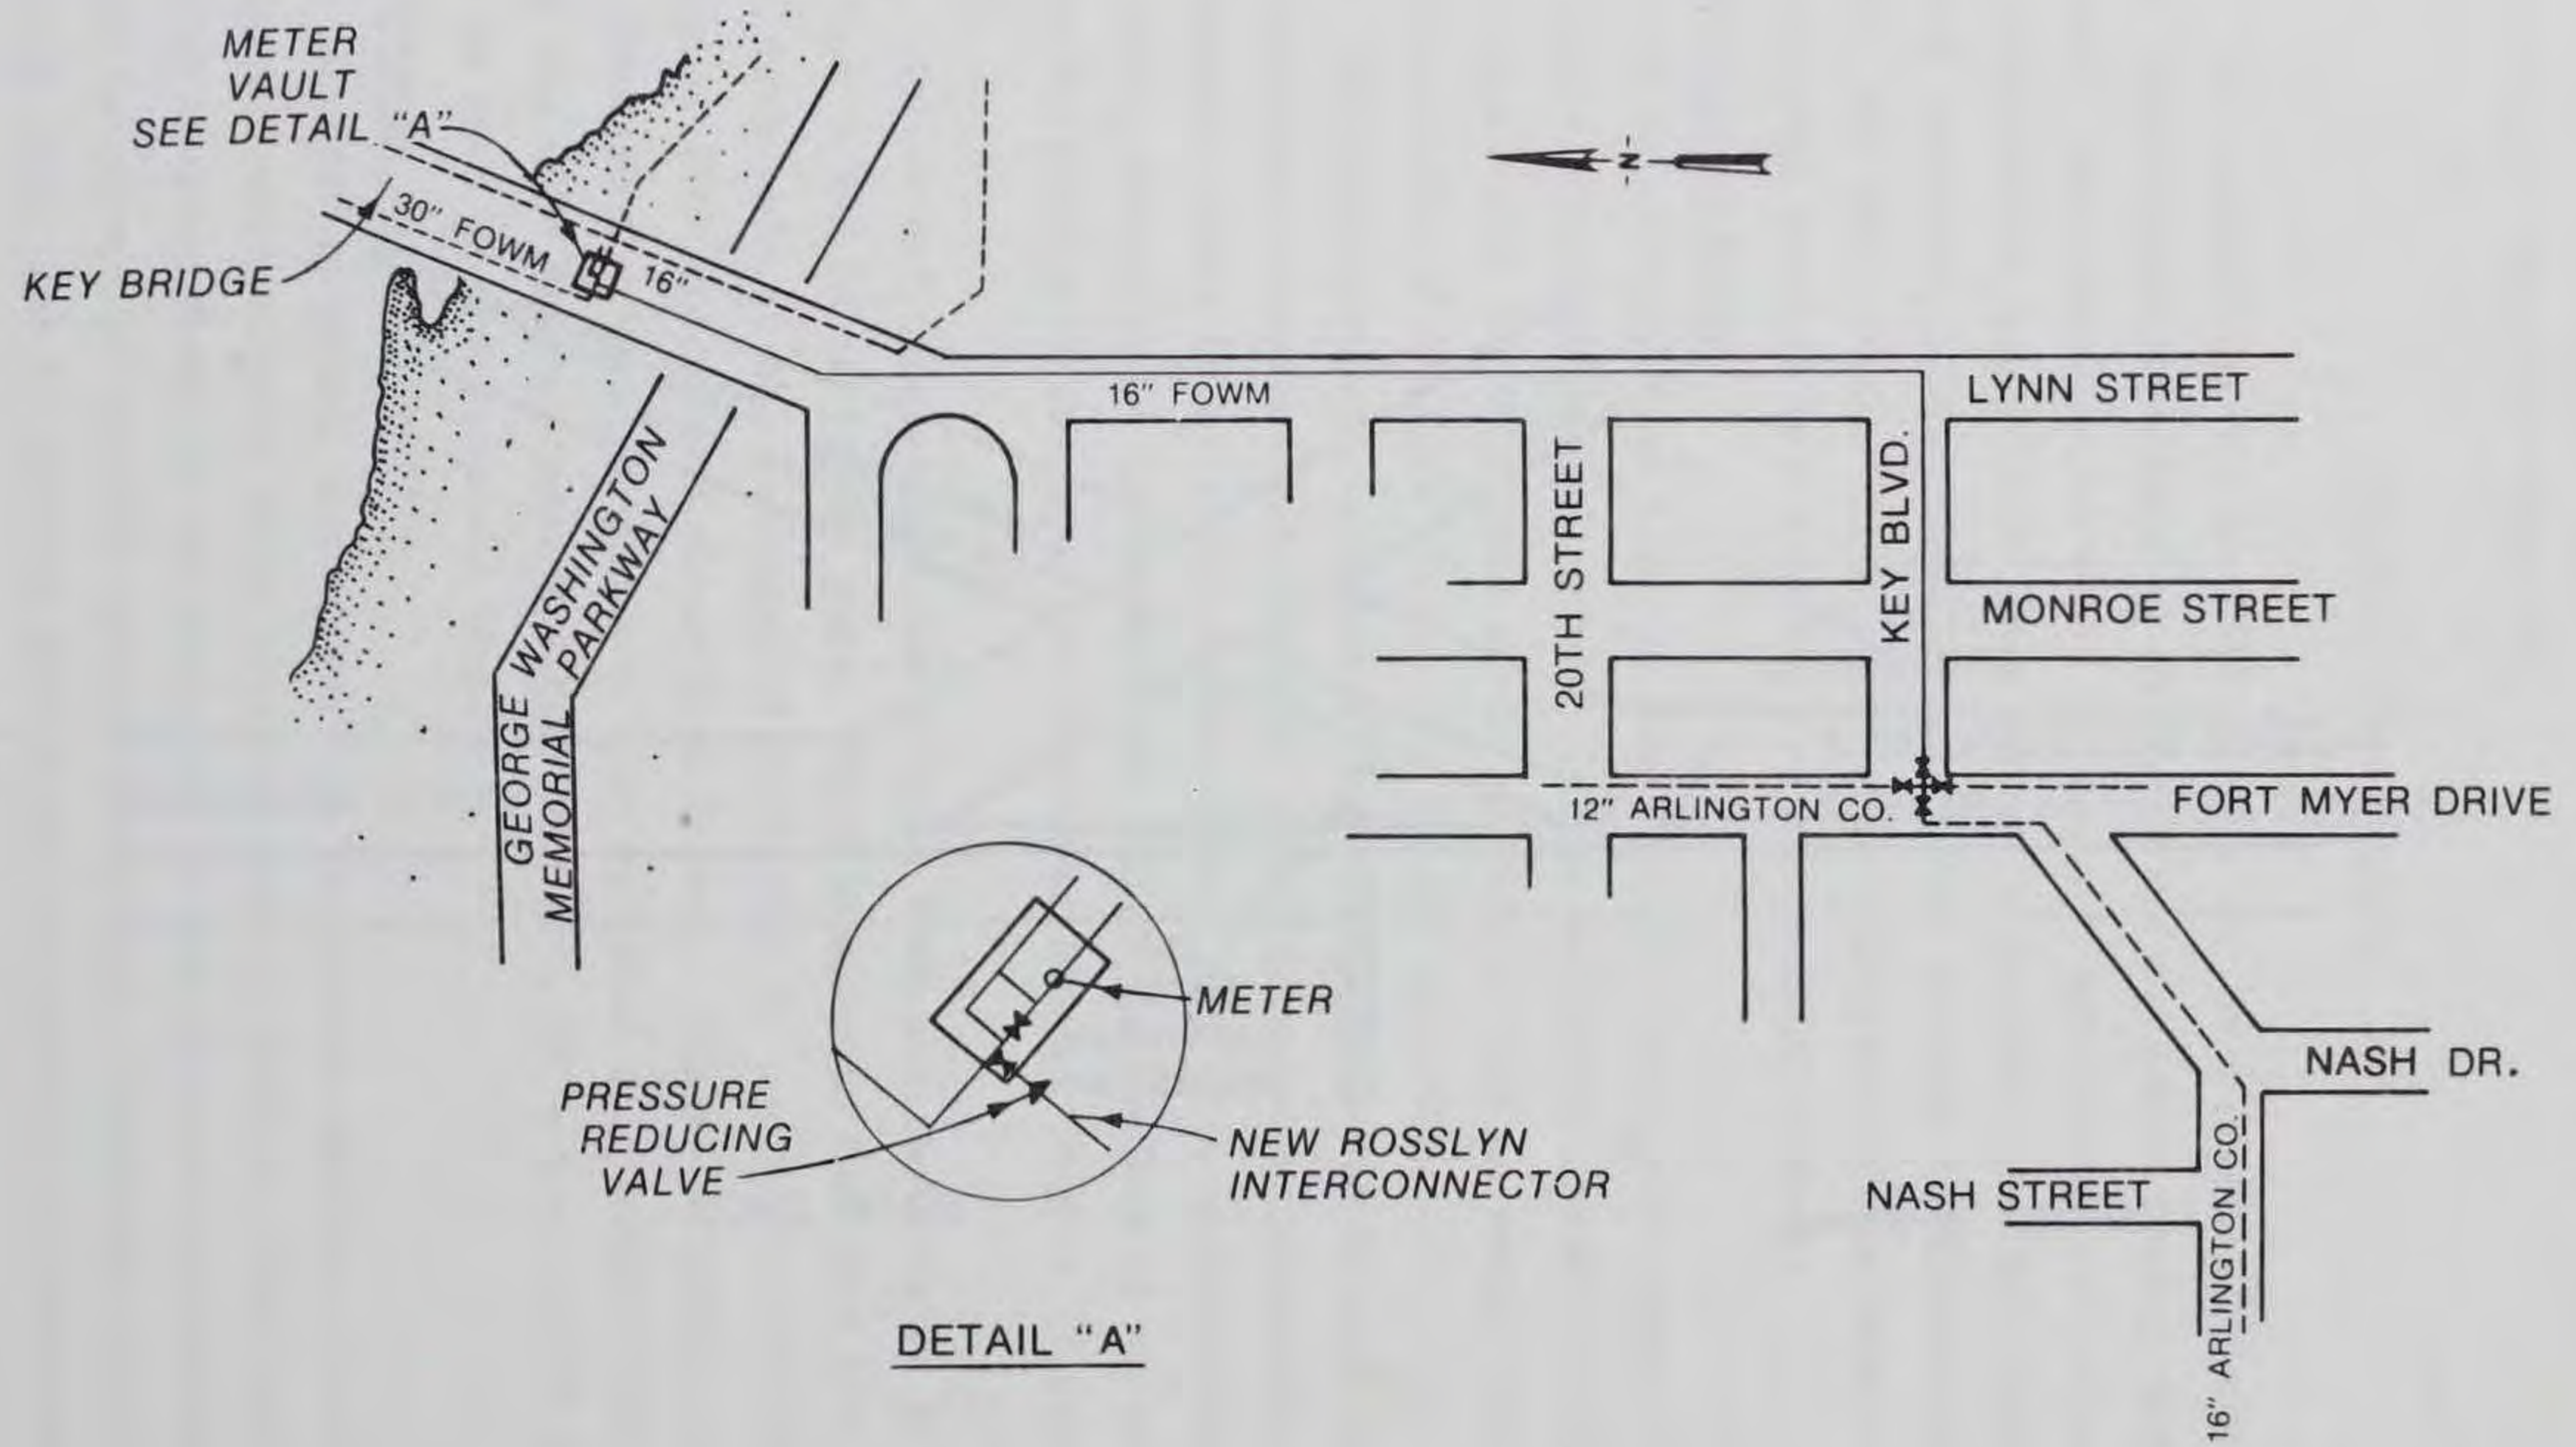 METER
VAULT
SEE DETAIL "A"
30" FOWM
16"
KEY BRIDGE
N
16" FOWM
LYNN STREET
20TH STREET
KEY BLVD.
MONROE STREET
GEORGE WASHINGTON
MEMORIAL PARKWAY
12" ARLINGTON CO.
FORT MYER DRIVE
METER
PRESSURE
REDUCING
VALVE
NEW ROSSLYN
INTERCONNECTOR
NASH DR.
NASH STREET
16" ARLINGTON CO.
DETAIL "A"